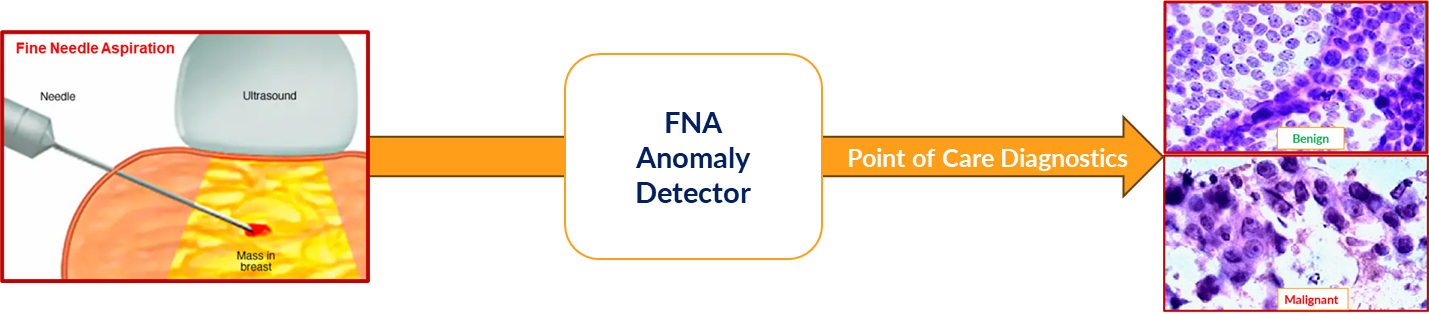 Fine Needle Aspiration
Needle
Ultrasound
Mass in
breast
FNA
Anomaly
Detector
Point of Care Diagnostics
Benign
Malignant